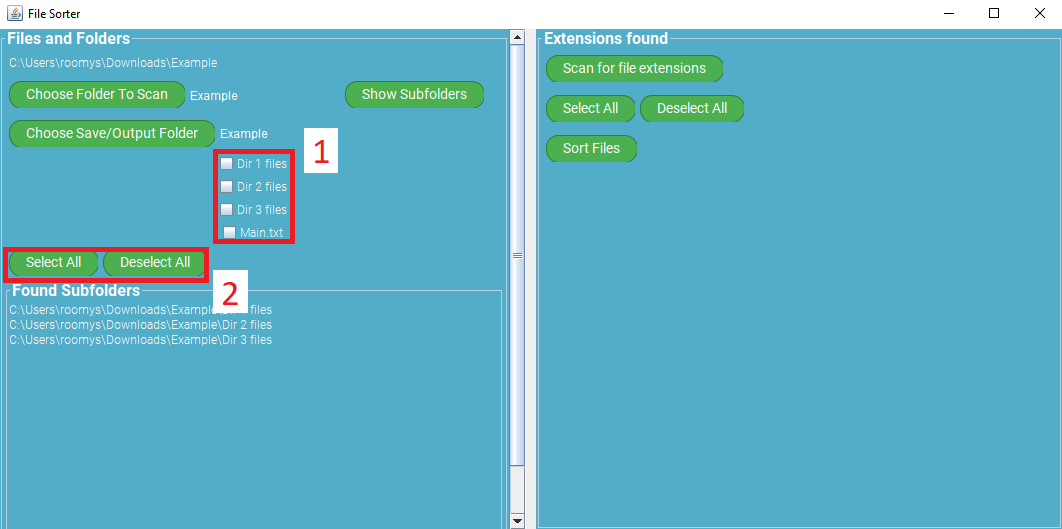 File Sorter
Files and Folders
C:\Users\roomys\Downloads\Example
Choose Folder To Scan Example Show Subfolders
Choose Save/Output Folder Example
1
Dir 1 files
Dir 2 files
Dir 3 files
Main.txt
Select All Deselect All
2
Found Subfolders
C:\Users\roomys\Downloads\Example\ files
C:\Users\roomys\Downloads\Example\Dir 2 files
C:\Users\roomys\Downloads\Example\Dir 3 files
Extensions found
Scan for file extensions
Select All Deselect All
Sort Files